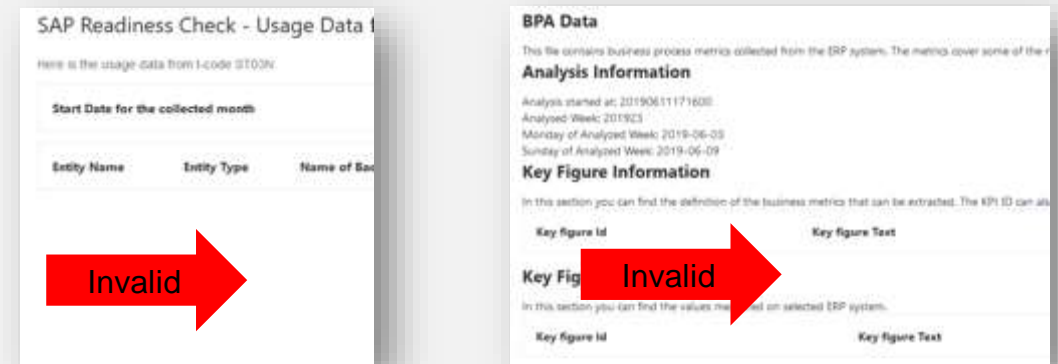 SAP Readiness Check - Usage Data
Here is the usage data from t-code ST03N
Start Date for the collected month
Entity Name Entity Type Name of
Invalid
BPA Data
This file contains business process metrics collected from the ERP system. The metrics cover some of the
Analysis Information
Analysis started at: 20190611171600
Analysed Week: 201923
Monday of Analyzed Week: 2019-06-03
Sunday of Analyzed Week: 2019-06-09
Key Figure Information
In this section you can find the definition of the business metrics that can be extracted. The KPI ID can
Key figure Id Key figure Text
Key Fig
Invalid
In this section you can find the values on selected ERP system.
Key figure Id Key figure Text